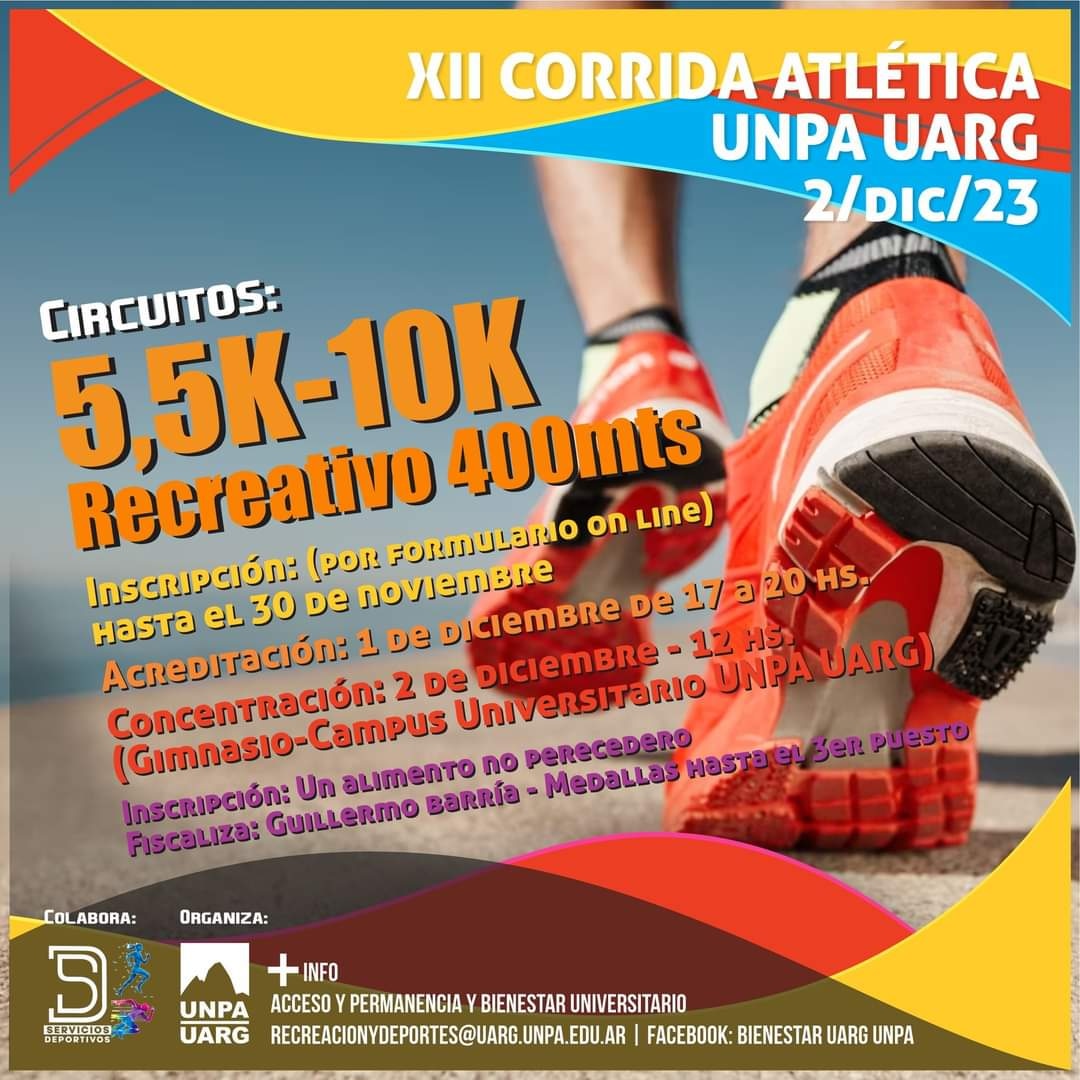 XII CORRIDA ATLÉTICA
UNPA UARG
2/DIC/23
CIRCUITOS:
5,5K-10K
Recreativo 400mts
Inscripción: (por formulario on line)
hasta el 30 de noviembre
Acreditación: 1 de diciembre de 17 a 20 hs.
Concentración: 2 de diciembre - 12 hs.
(Gimnasio-Campus Universitario UNPA UARG)
Inscripción: Un alimento no perecedero
Fiscaliza: Guillermo barría - Medallas hasta el 3er puesto
COLABORA:
ORGANIZA:
SD
SERVICIOS
DEPORTIVOS
UNPA
UARG
+ INFO
ACCESO Y PERMANENCIA Y BIENESTAR UNIVERSITARIO
RECREACIONYDEPORTES@UARG.UNPA.EDU.AR | FACEBOOK: BIENESTAR UARG UNPA